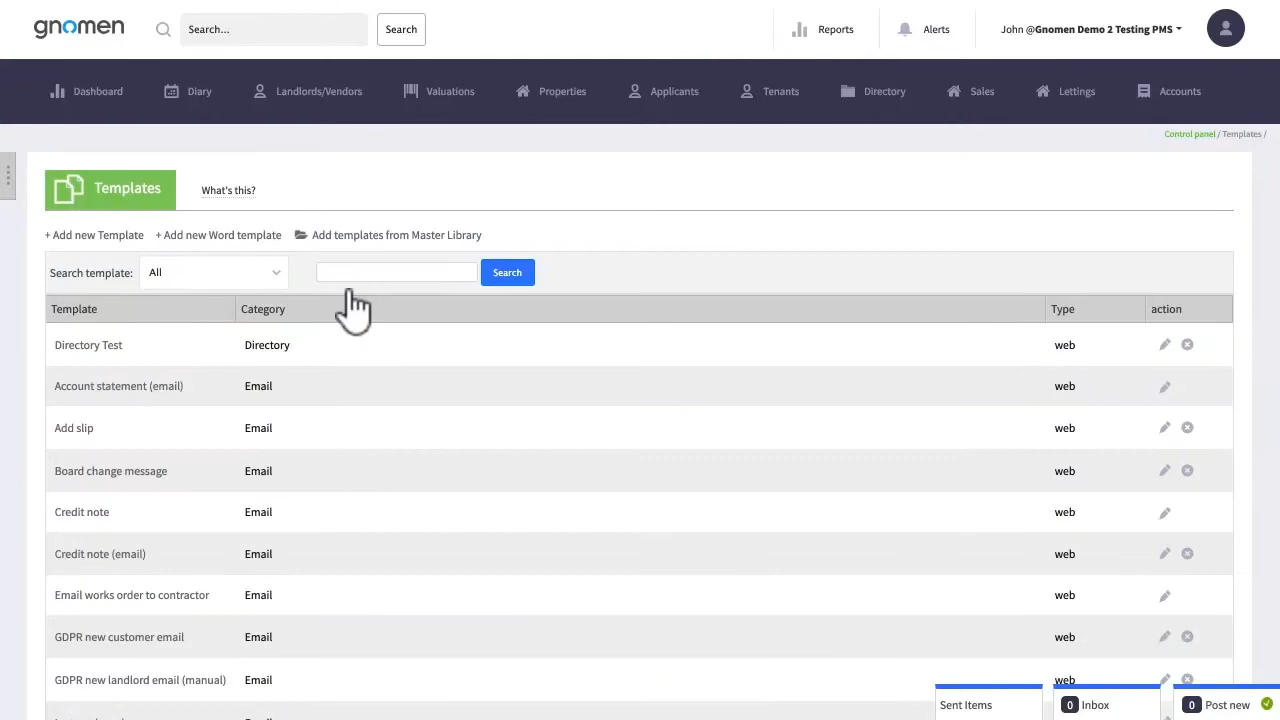 gnomen
Search...
Search
Reports
Alerts
John @Gnomen Demo 2 Testing PMS
Dashboard
Diary
Landlords/Vendors
Valuations
Properties
Applicants
Tenants
Directory
Sales
Lettings
Accounts
Control panel / Templates /
Templates
What's this?
+ Add new Template
+ Add new Word template
Add templates from Master Library
Search template:
All
Search
Template Category Type action
Directory Test Directory web
Account statement (email) Email web
Add slip Email web
Board change message Email web
Credit note Email web
Credit note (email) Email web
Email works order to contractor Email web
GDPR new customer email Email web
GDPR new landlord email (manual) Email web
Sent Items
0 Inbox
0 Post new